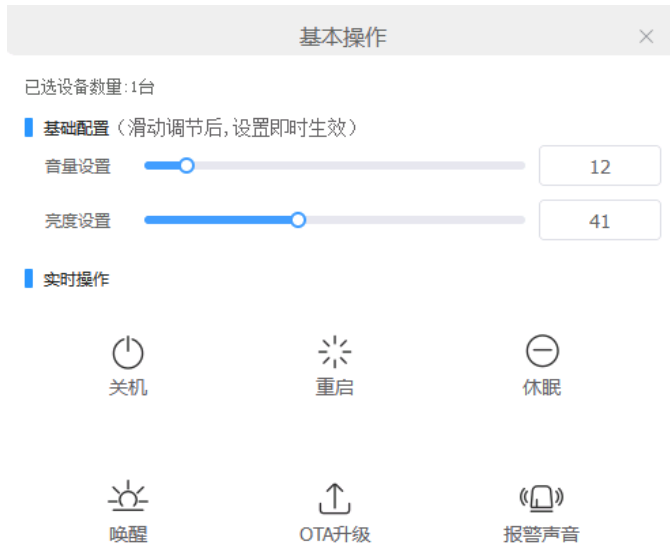 基本操作
已选设备数量:1台
基础配置（滑动调节后,设置即时生效）
音量设置 12
亮度设置 41
实时操作
关机 重启 休眠
唤醒 OTA升级 报警声音